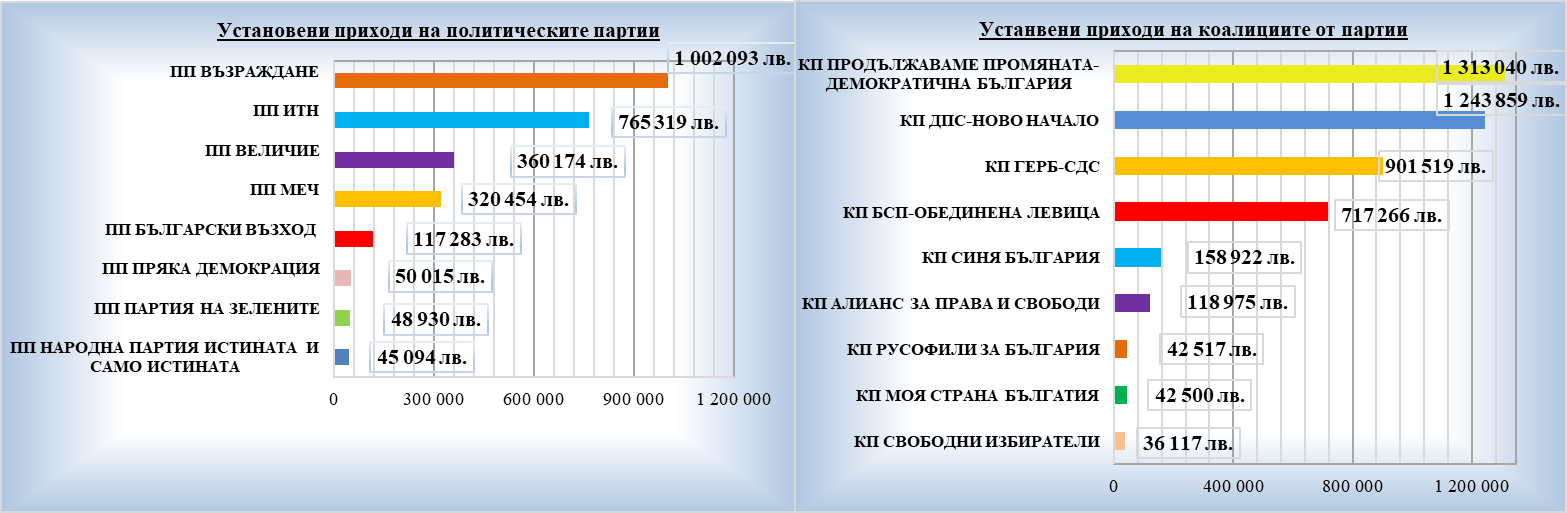 Установени приходи на политическите партии
ПП ВЪЗРАЖДАНЕ
1 002 093 лв.
ПП ИТН
765 319 лв.
ПП ВЕЛИЧИЕ
360 174 лв.
ПП МЕЧ
320 454 лв.
ПП БЪЛГАРСКИ ВЪЗХОД
117 283 лв.
ПП ПРЯКА ДЕМОКРАЦИЯ
50 015 лв.
ПП ПАРТИЯ НА ЗЕЛЕНИТЕ
48 930 лв.
ПП НАРОДНА ПАРТИЯ ИСТИНАТА И
САМО ИСТИНАТА
45 094 лв.
0 300 000 600 000 900 000 1 200 000
Устанвени приходи на коалициите от партии
КП ПРОДЪЛЖАВАМЕ ПРОМЯНАТА-
ДЕМОКРАТИЧНА БЪЛГАРИЯ
1 313 040 лв.
КП ДПС-НОВО НАЧАЛО
1 243 859 лв.
КП ГЕРБ-СДС
901 519 лв.
КП БСП-ОБЕДИНЕНА ЛЕВИЦА
717 266 лв.
КП СИНЯ БЪЛГАРИЯ
158 922 лв.
КП АЛИАНС ЗА ПРАВА И СВОБОДИ
118 975 лв.
КП РУСОФИЛИ ЗА БЪЛГАРИЯ
42 517 лв.
КП МОЯ СТРАНА БЪЛГАТИЯ
42 500 лв.
КП СВОБОДНИ ИЗБИРАТЕЛИ
36 117 лв.
0 400 000 800 000 1 200 000